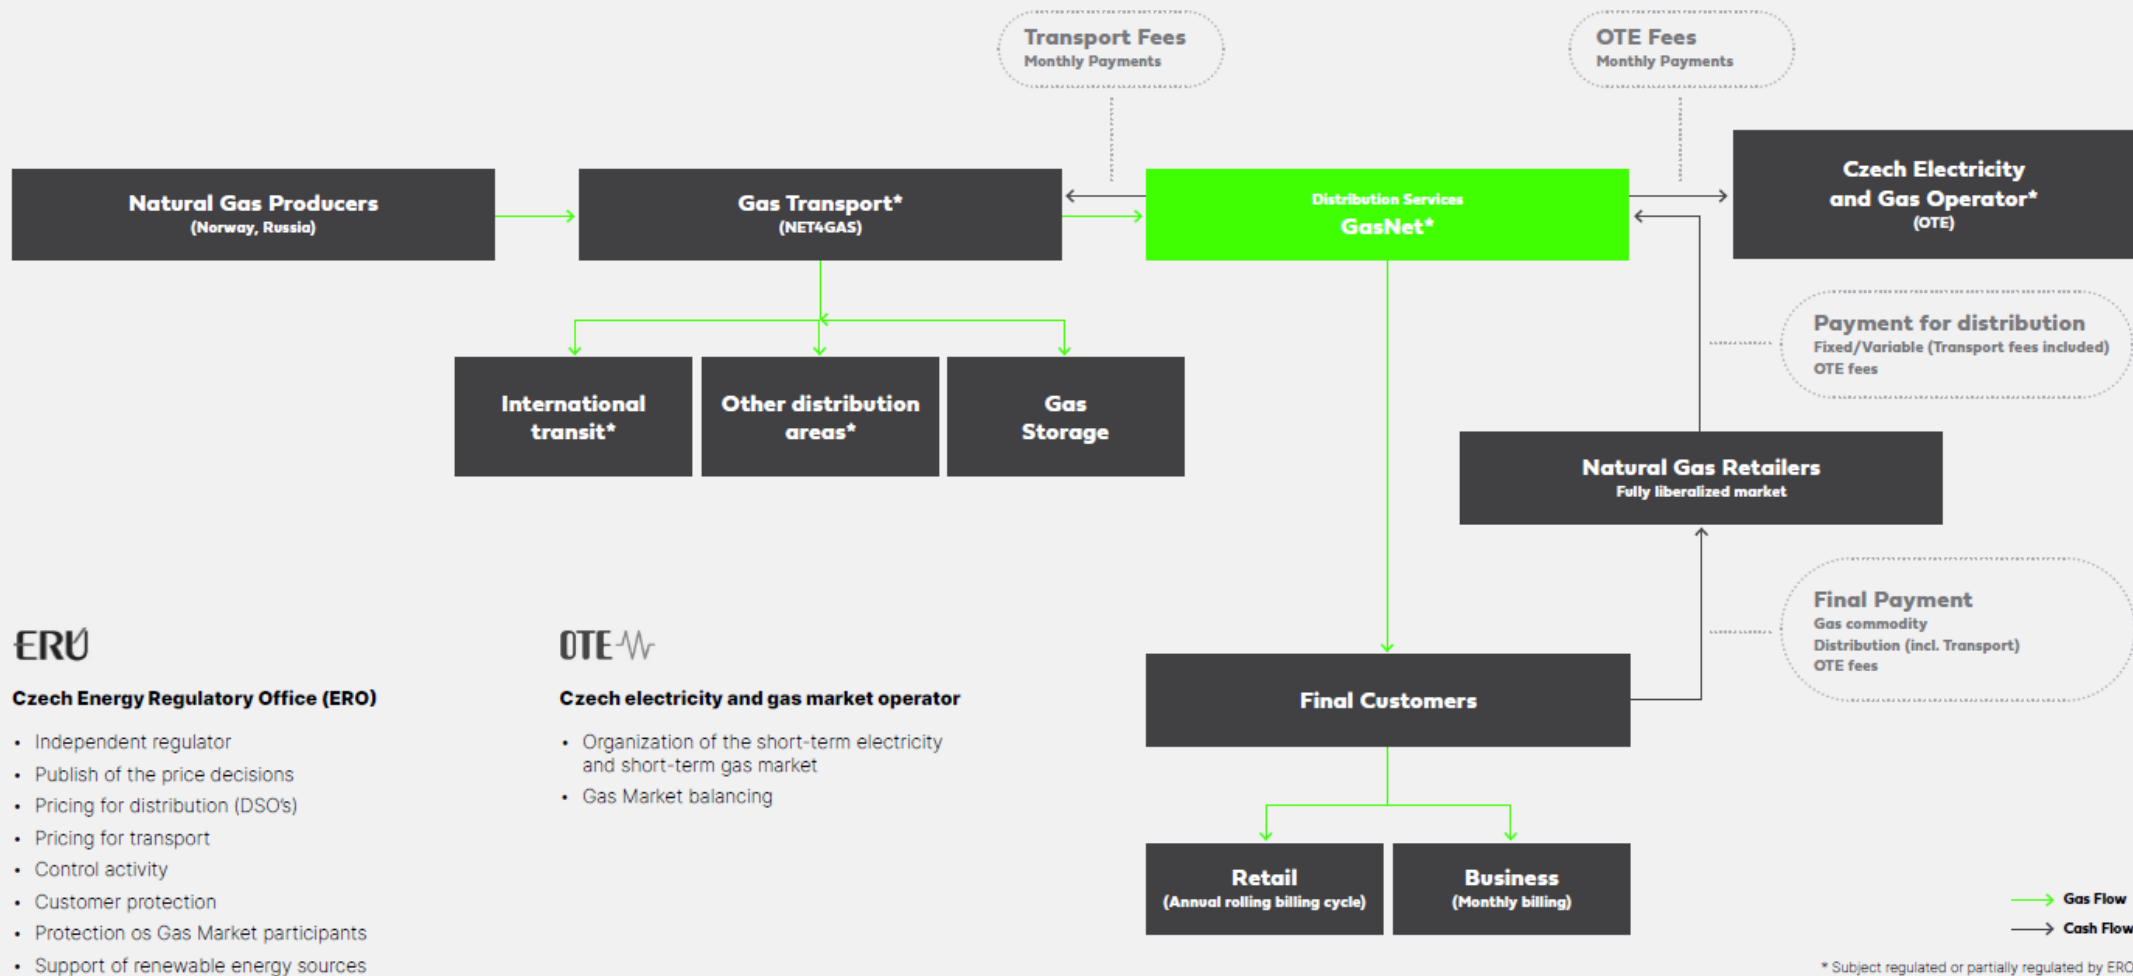 Transport Fees
Monthly Payments
OTE Fees
Monthly Payments
Natural Gas Producers
(Norway, Russia)
Gas Transport*
(NET4GAS)
Distribution Services
GasNet*
Czech Electricity
and Gas Operator*
(OTE)
Payment for distribution
Fixed/Variable (Transport fees included)
OTE fees
International
transit*
Other distribution
areas*
Gas
Storage
Natural Gas Retailers
Fully liberalized market
Final Payment
Gas commodity
Distribution (incl. Transport)
OTE fees
Final Customers
Retail
(Annual rolling billing cycle)
Business
(Monthly billing)
ERÚ
Czech Energy Regulatory Office (ERO)
• Independent regulator
• Publish of the price decisions
• Pricing for distribution (DSO's)
• Pricing for transport
• Control activity
• Customer protection
• Protection os Gas Market participants
• Support of renewable energy sources
OTE
Czech electricity and gas market operator
• Organization of the short-term electricity
and short-term gas market
• Gas Market balancing
Gas Flow
Cash Flow
* Subject regulated or partially regulated by ERO